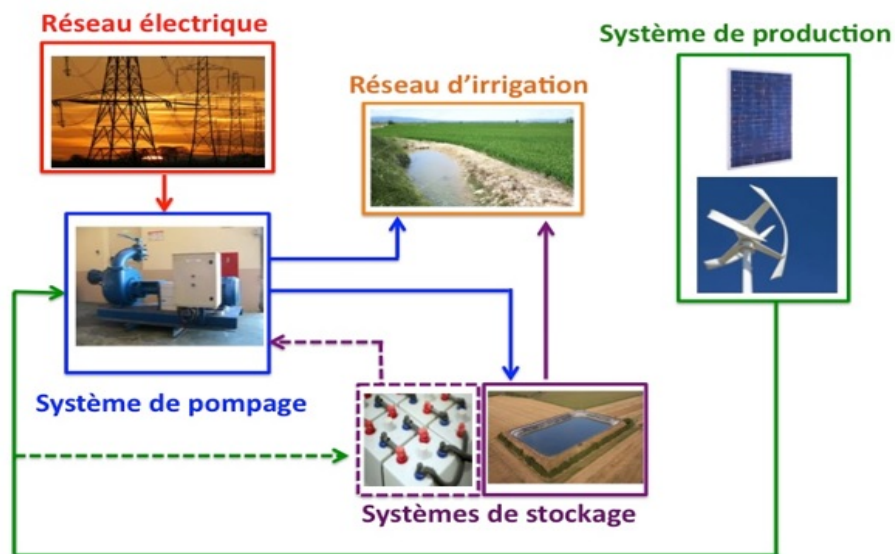 Réseau électrique
Système de production
Réseau d'irrigation
Système de pompage
Systèmes de stockage